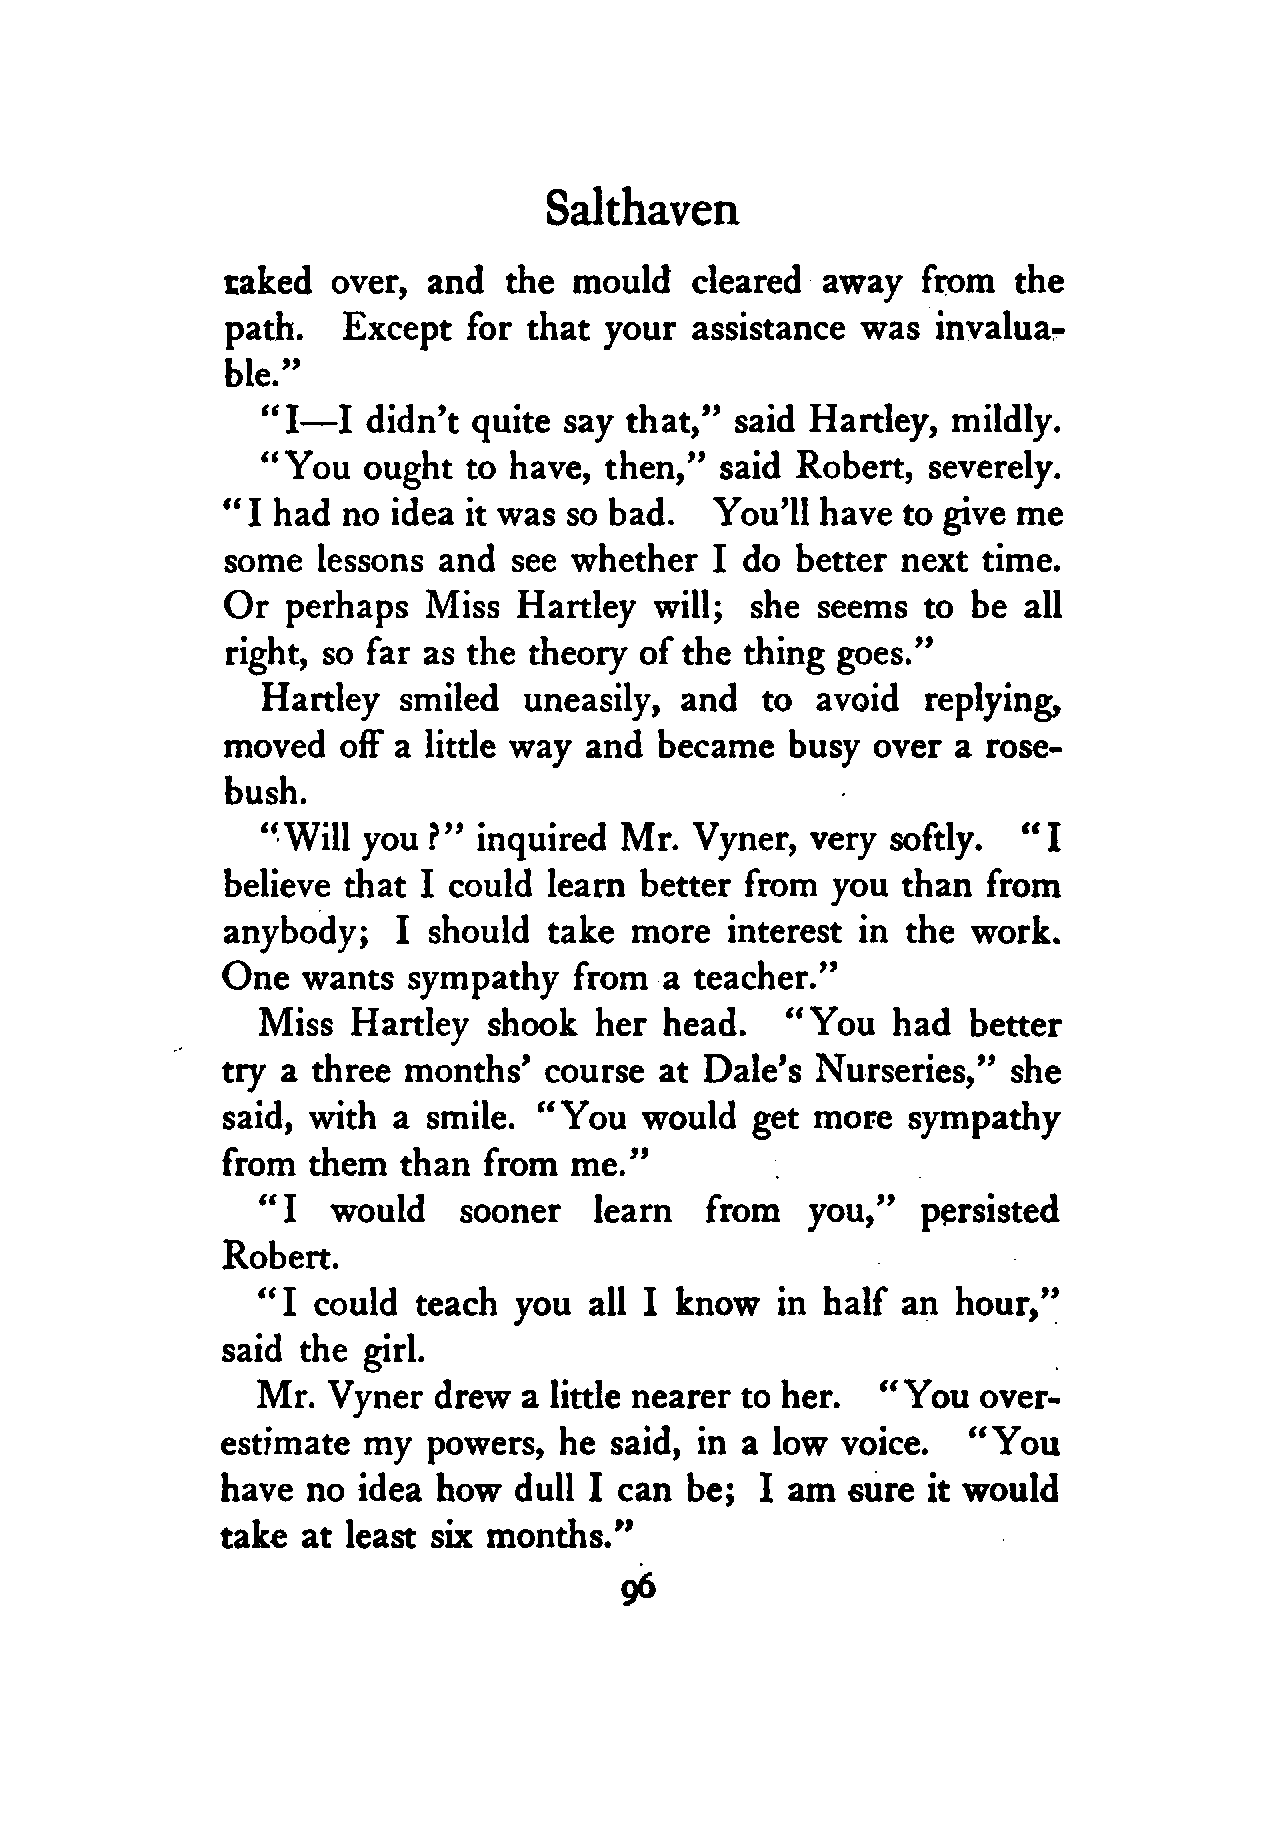 Salthaven
raked over, and the mould cleared away from the
path. Except for that your assistance was invalua-
ble."
"I—I didn't quite say that," said Hartley, mildly.
"You ought to have, then," said Robert, severely.
"I had no idea it was so bad. You'll have to give me
some lessons and see whether I do better next time.
Or perhaps Miss Hartley will; she seems to be all
right, so far as the theory of the thing goes."
Hartley smiled uneasily, and to avoid replying,
moved off a little way and became busy over a rose-
bush.
"Will you?" inquired Mr. Vyner, very softly. "I
believe that I could learn better from you than from
anybody; I should take more interest in the work.
One wants sympathy from a teacher."
Miss Hartley shook her head. "You had better
try a three months' course at Dale's Nurseries," she
said, with a smile. "You would get more sympathy
from them than from me."
"I would sooner learn from you," persisted
Robert.
"I could teach you all I know in half an hour,"
said the girl.
Mr. Vyner drew a little nearer to her. "You over-
estimate my powers, he said, in a low voice. "You
have no idea how dull I can be; I am sure it would
take at least six months."
96